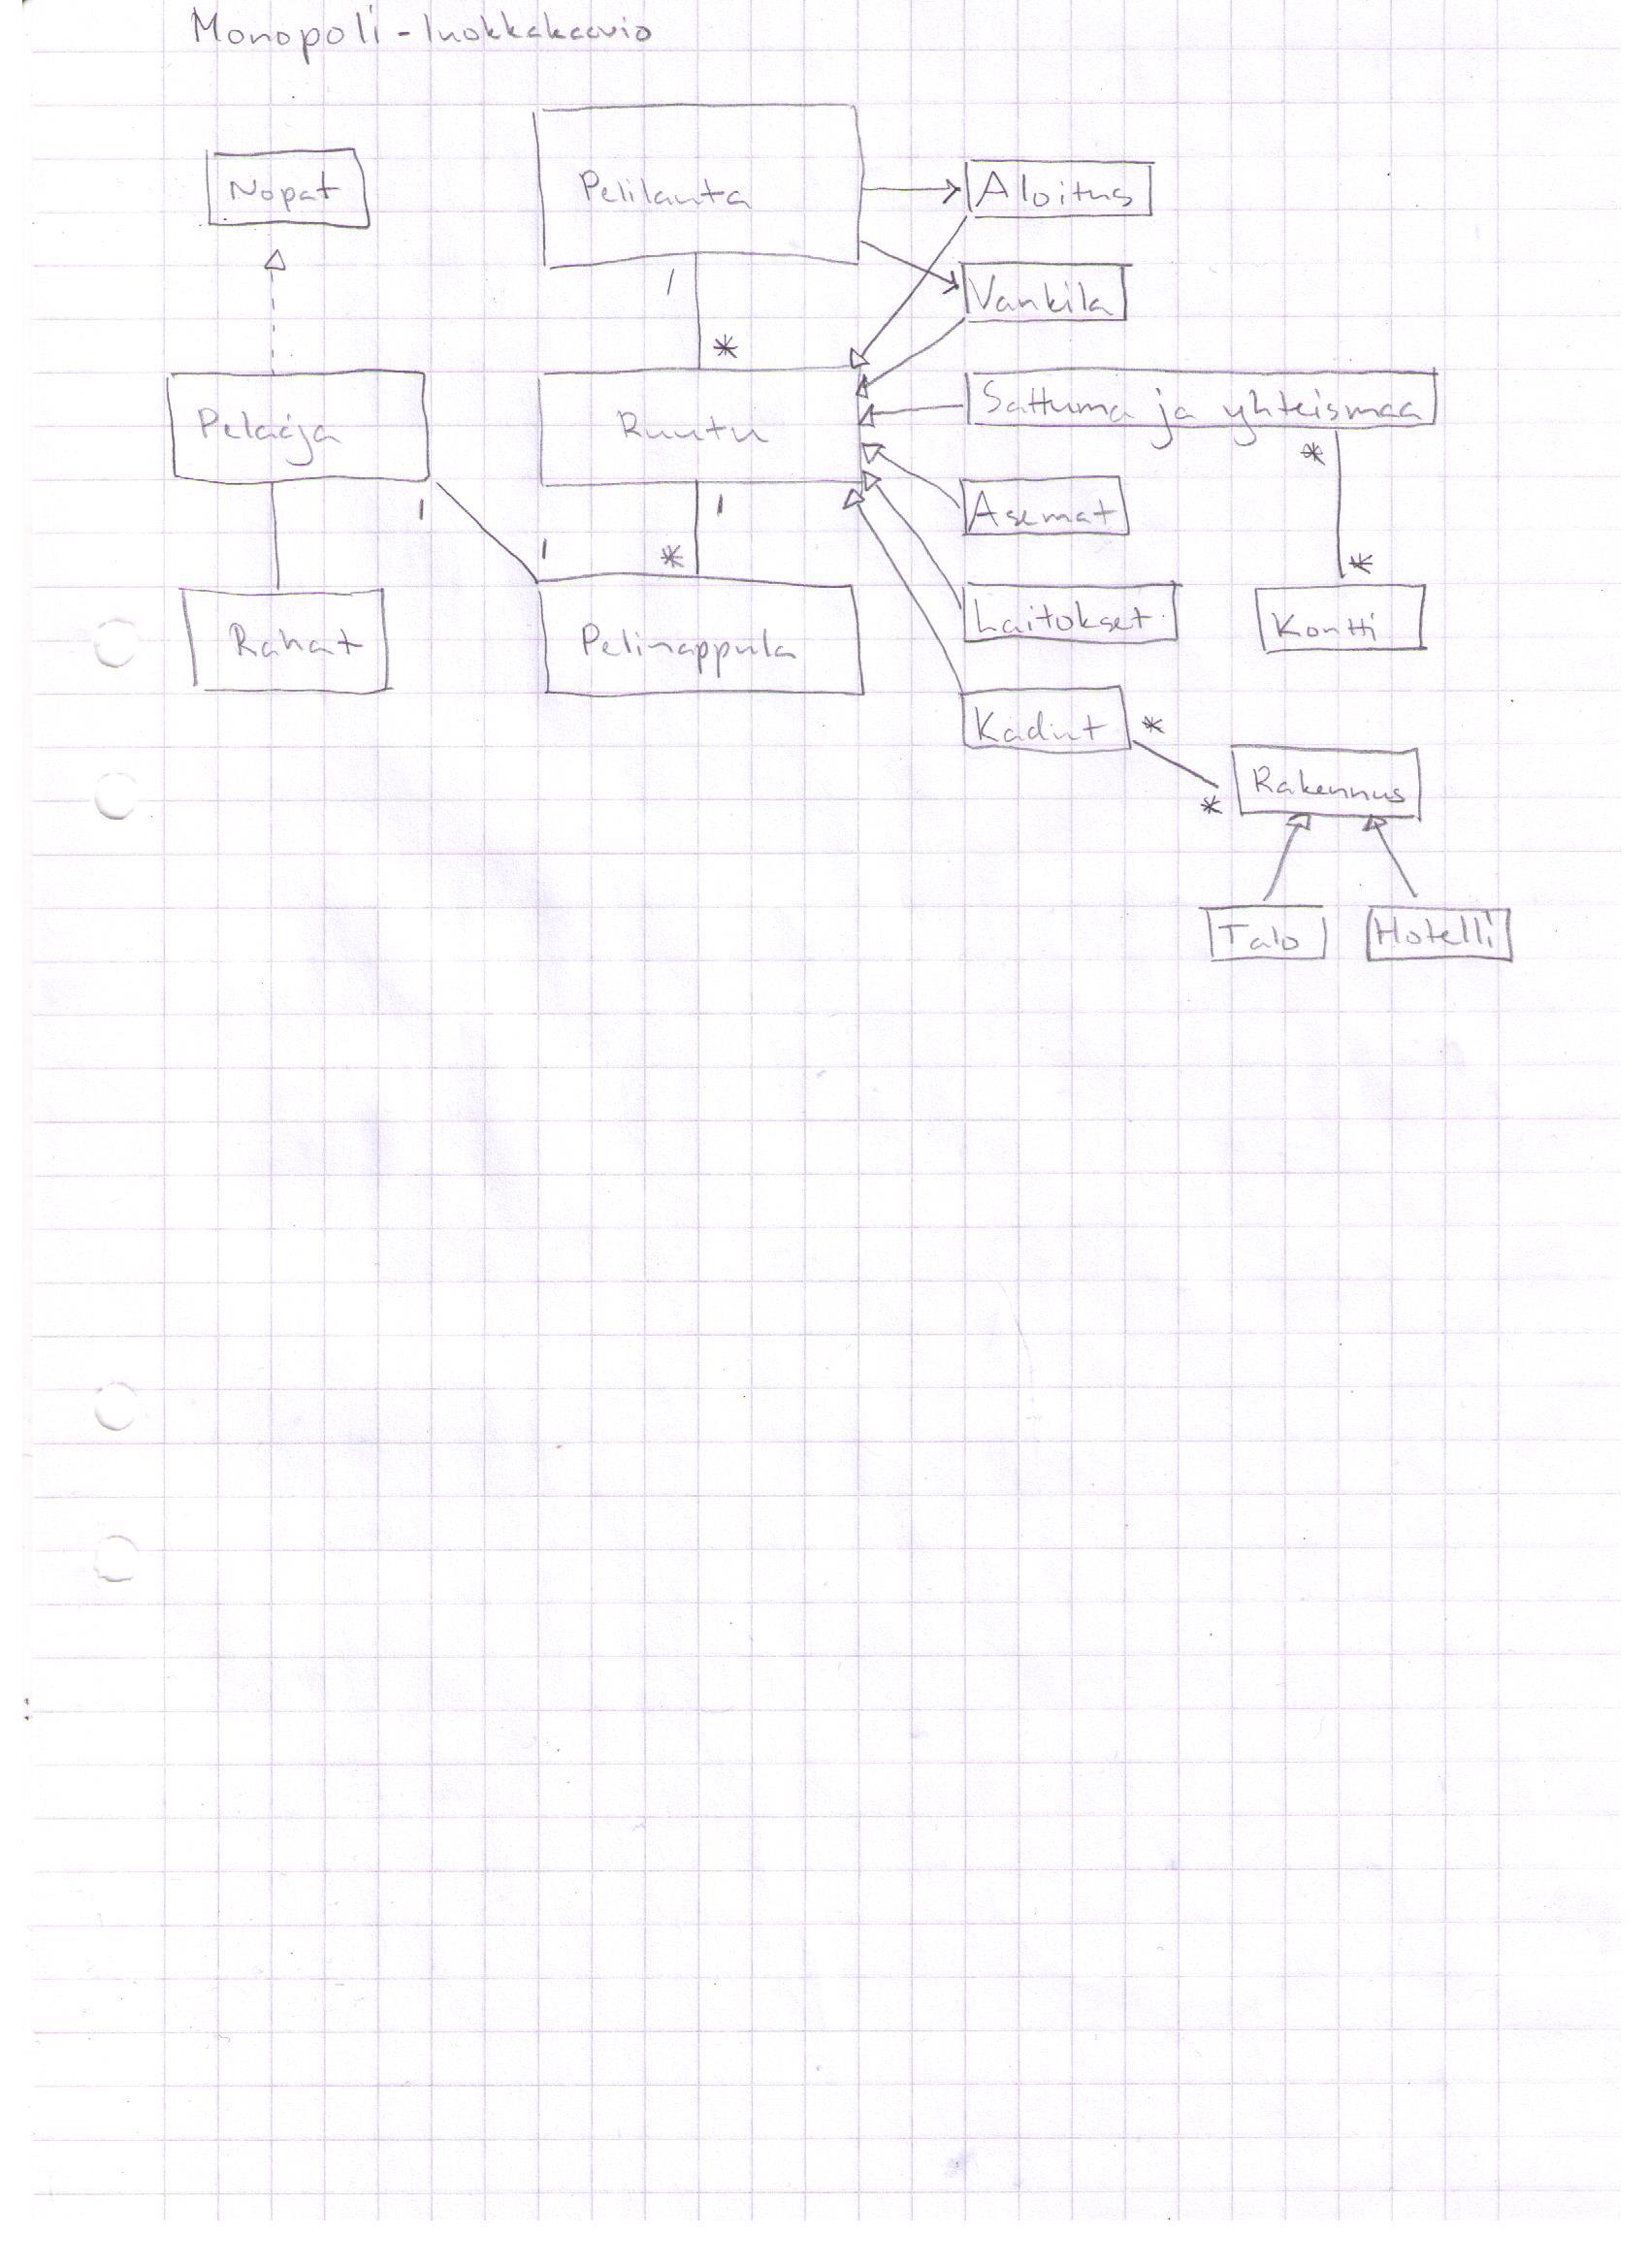 Monopoli - luokkakaavio
Nopat
Pelilauta
Aloitus
1
Vankila
*
Pelaaja
Ruutu
Sattuma ja yhteismaa
*
1
1
Asemat
1
*
*
Rahat
Pelinappula
Laitokset
Kortti
Kadut
*
Rakennus
*
Talo
Hotelli